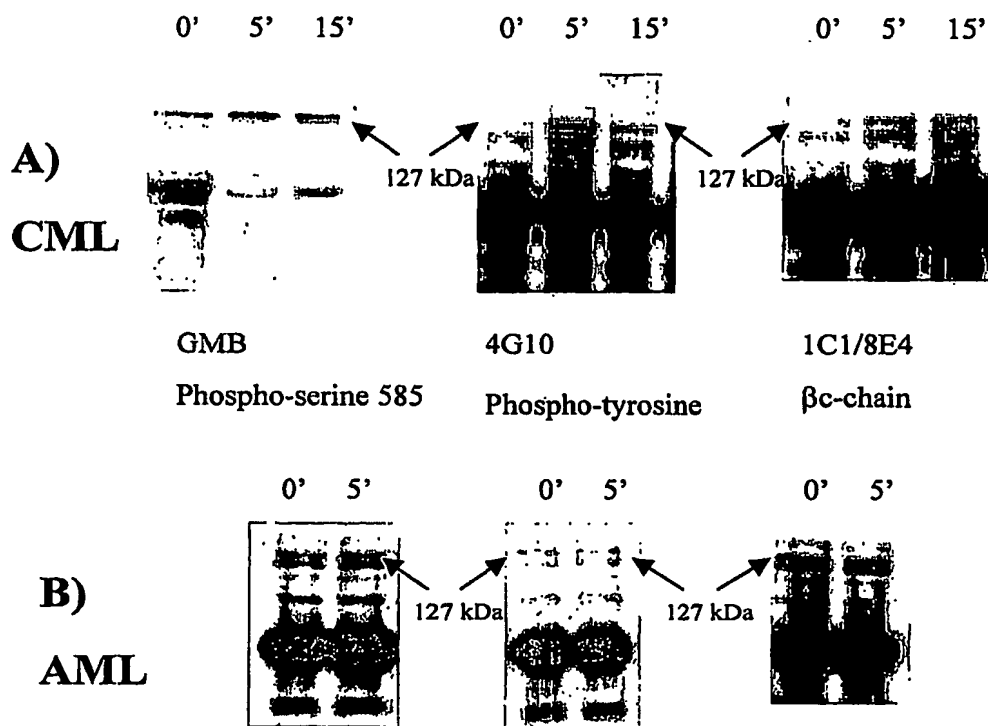 0’ 5’ 15’ 0’ 5’ 15’ 0’ 5’ 15’
A)
CML
127 kDa 127 kDa
GMB 4G10 1C1/8E4
Phospho-serine 585 Phospho-tyrosine βc-chain
0’ 5’ 0’ 5’ 0’ 5’
B)
AML
127 kDa 127 kDa